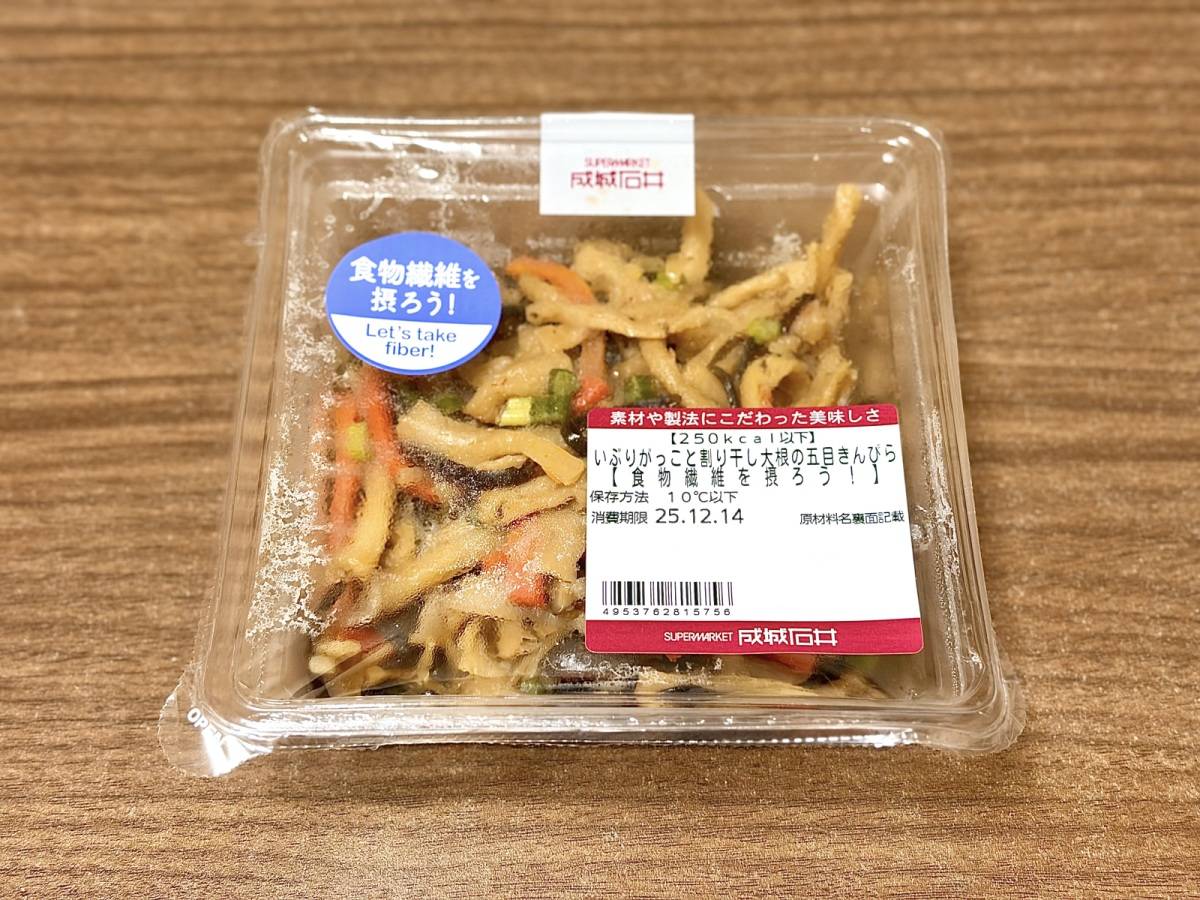 SUPERMARKET
成城石井
食物繊維を
摂ろう!
Let's take
fiber!
素材や製法にこだわった美味しさ
【250kcal以下】
いぶりがっこと割り干し大根の五目きんぴら
【食物繊維を摂ろう!】
保存方法 10℃以下
消費期限 25.12.14 原材料名裏面記載
4953762815756
SUPERMARKET 成城石井
OPEN